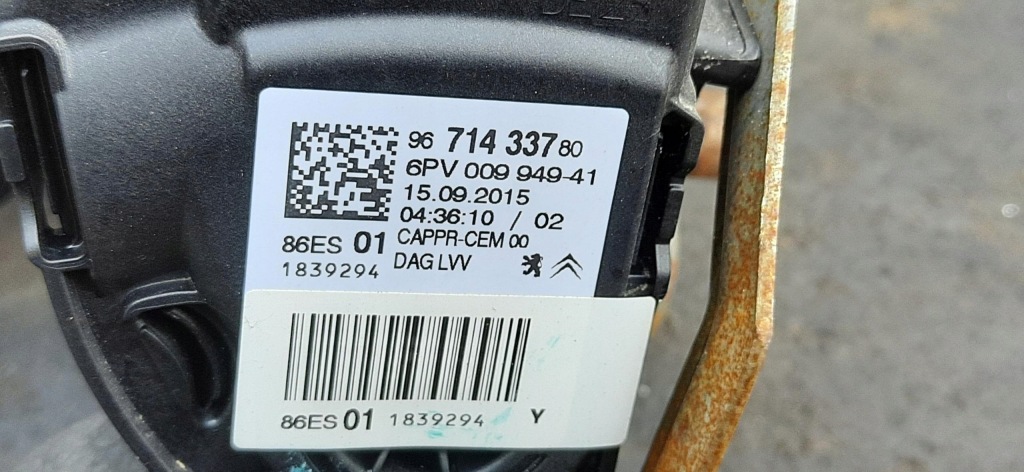 96 714 337 80
6PV 009 949-41
15.09.2015
04:36:10 / 02
86ES 01 CAPPR-CEM 00
1839294 DAG LVV
86ES 01 1839294 Y